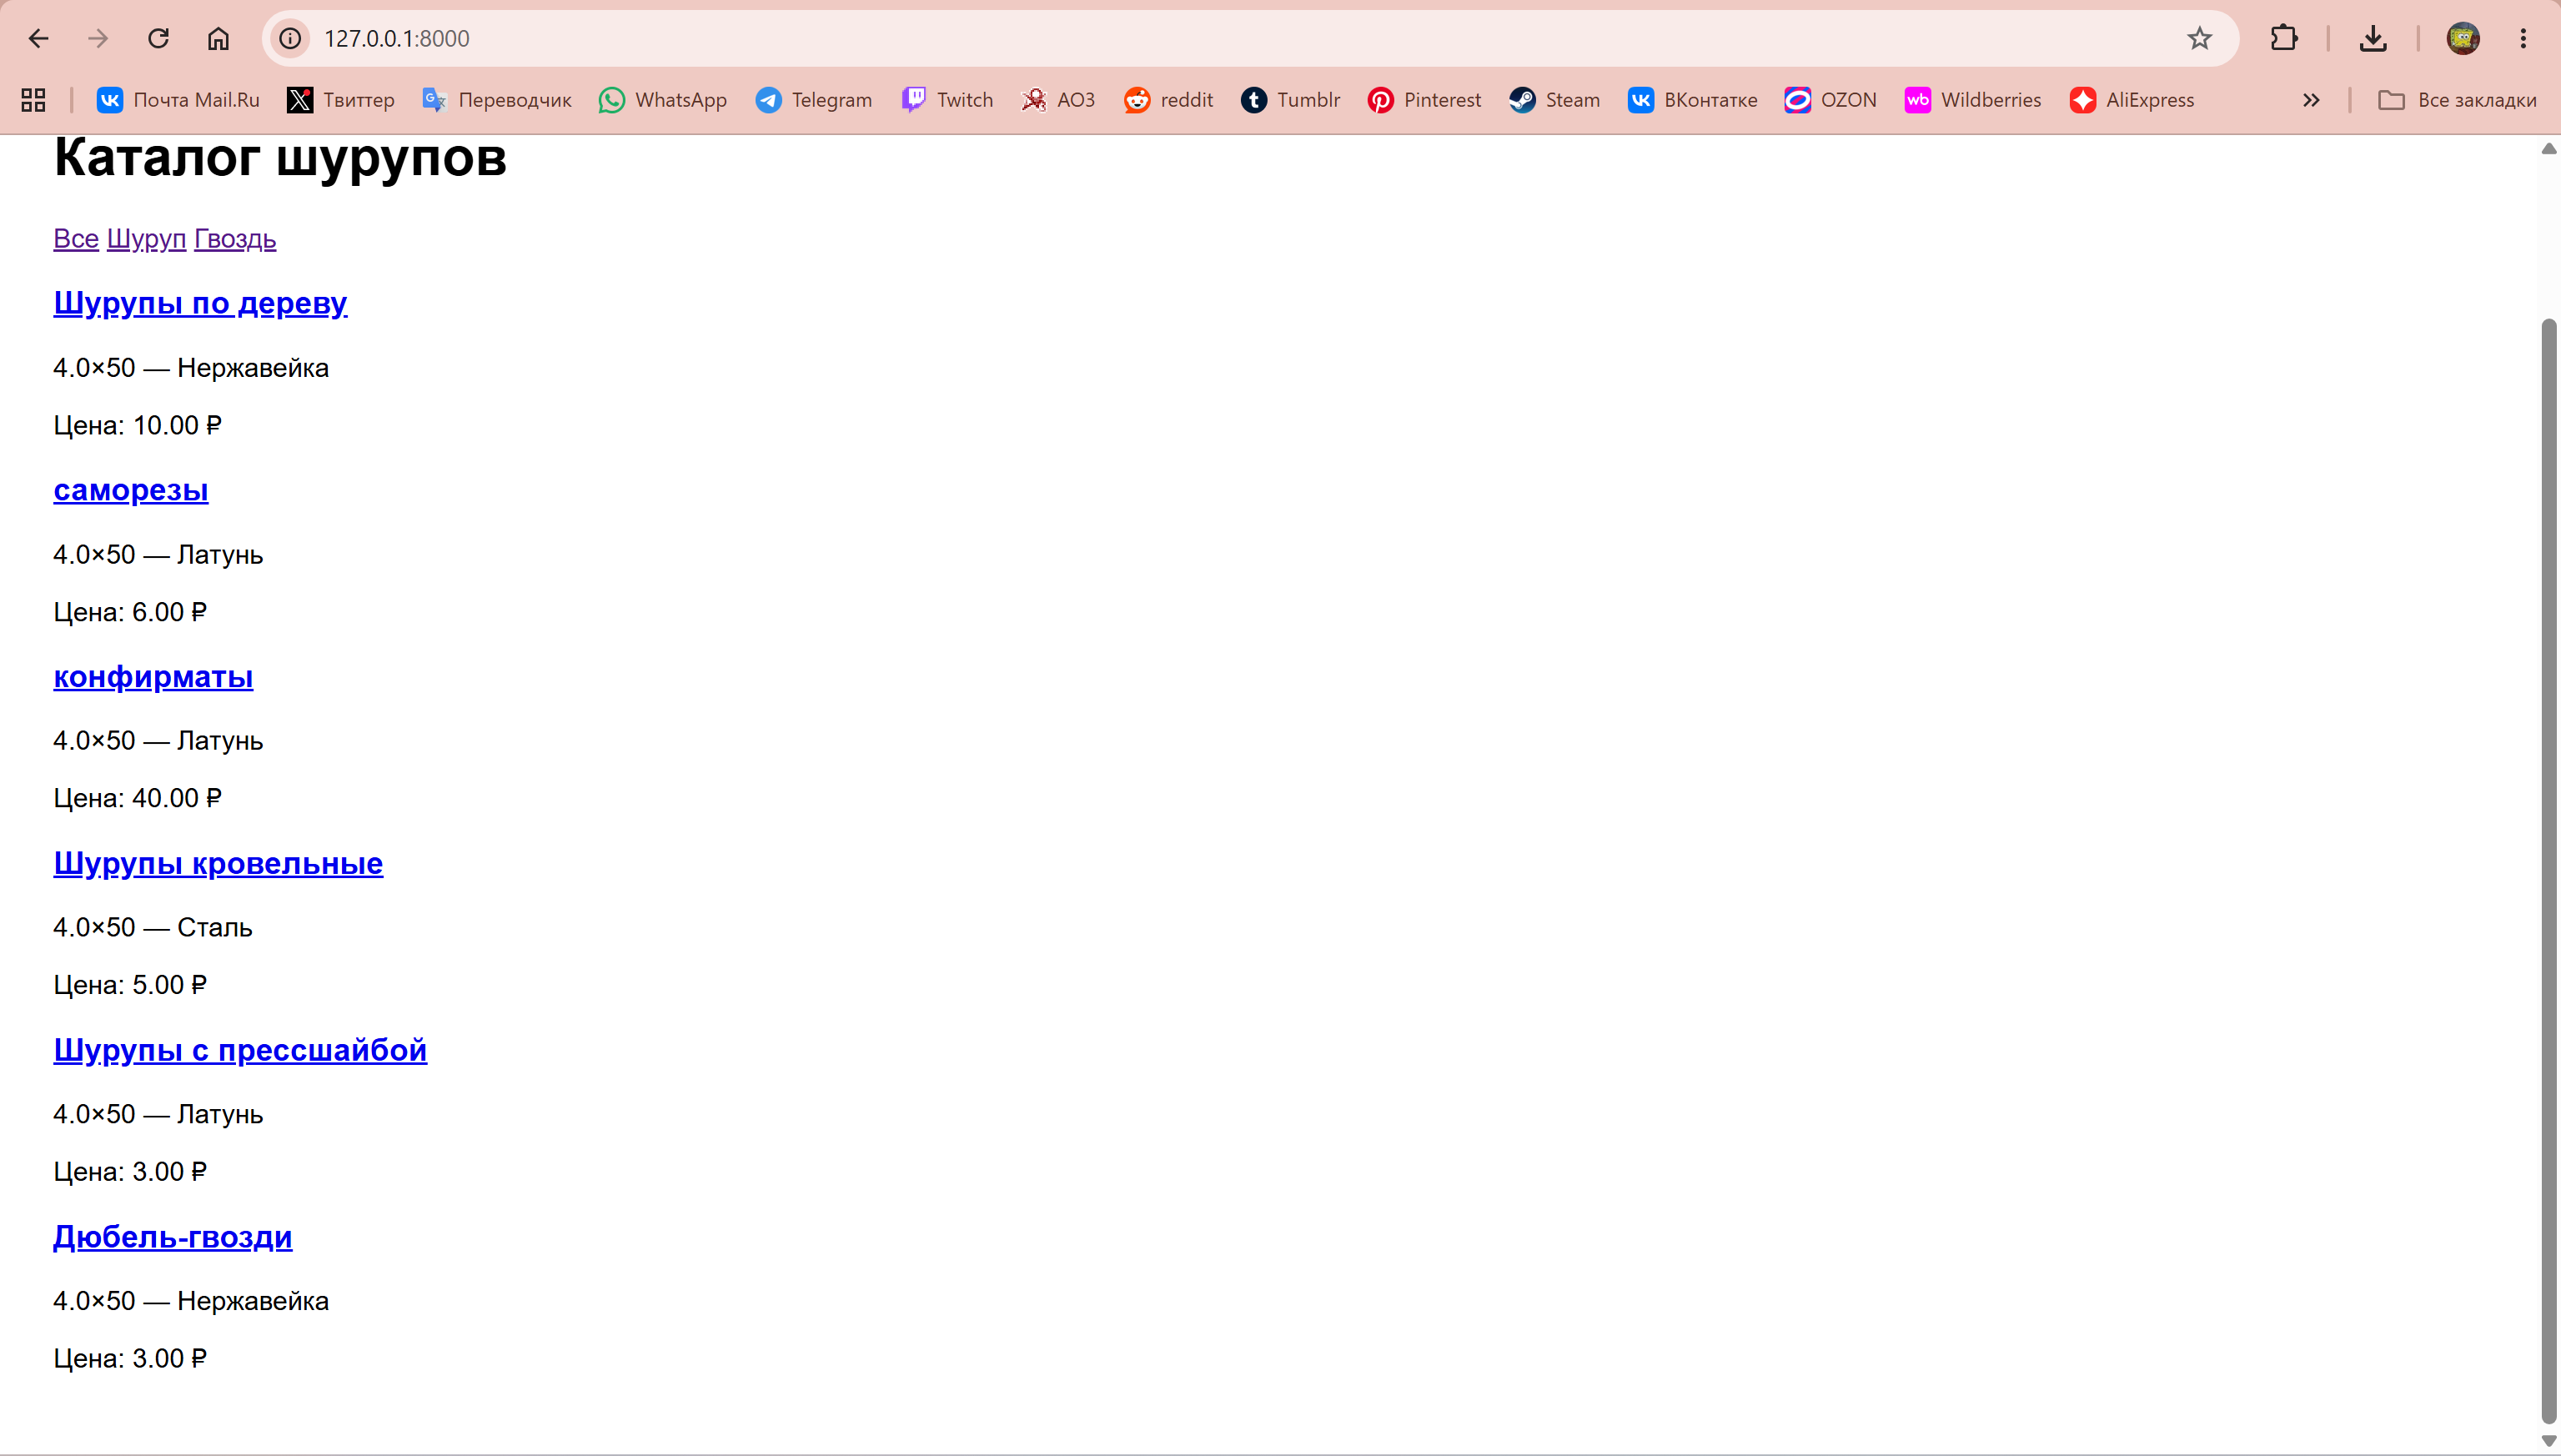 127.0.0.1:8000
Почта Mail.Ru Твиттер Переводчик WhatsApp Telegram Twitch AO3 reddit Tumblr Pinterest Steam ВКонтакте OZON Wildberries AliExpress Все закладки
Каталог шурупов
Все Шуруп Гвоздь
Шурупы по дереву
4.0×50 — Нержавейка
Цена: 10.00 ₽
саморезы
4.0×50 — Латунь
Цена: 6.00 ₽
конфирматы
4.0×50 — Латунь
Цена: 40.00 ₽
Шурупы кровельные
4.0×50 — Сталь
Цена: 5.00 ₽
Шурупы с прессшайбой
4.0×50 — Латунь
Цена: 3.00 ₽
Дюбель-гвозди
4.0×50 — Нержавейка
Цена: 3.00 ₽